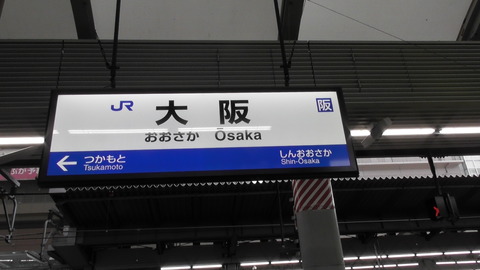 JR 大阪 阪
おおさか Ōsaka
← つかもと しんおおさか
Tsukamoto Shin-Ōsaka